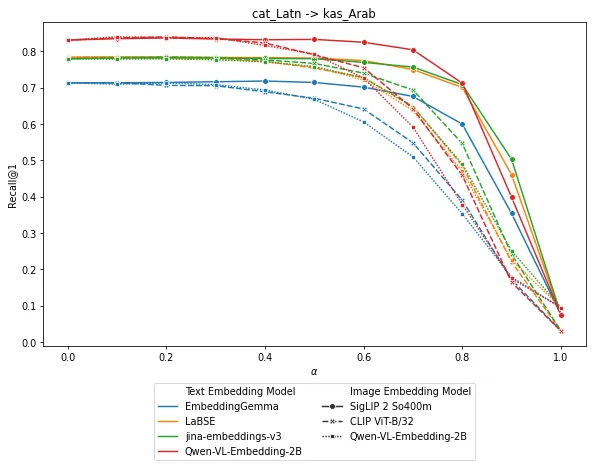 cat_Latn -> kas_Arab
Recall@1
0.8
0.7
0.6
0.5
0.4
0.3
0.2
0.1
0.0
0.0 0.2 0.4 0.6 0.8 1.0
α
Text Embedding Model
EmbeddingGemma
LaBSE
jina-embeddings-v3
Qwen-VL-Embedding-2B
Image Embedding Model
SigLIP 2 So400m
CLIP ViT-B/32
Qwen-VL-Embedding-2B